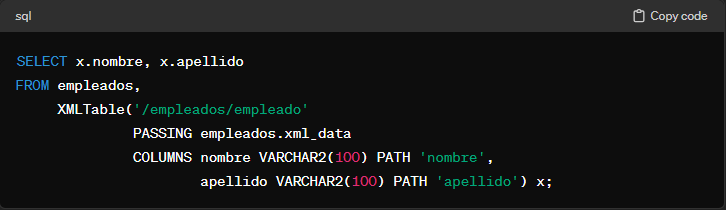 sql Copy code
SELECT x.nombre, x.apellido
FROM empleados,
XMLTable('/empleados/empleado'
PASSING empleados.xml_data
COLUMNS nombre VARCHAR2(100) PATH 'nombre',
apellido VARCHAR2(100) PATH 'apellido') x;